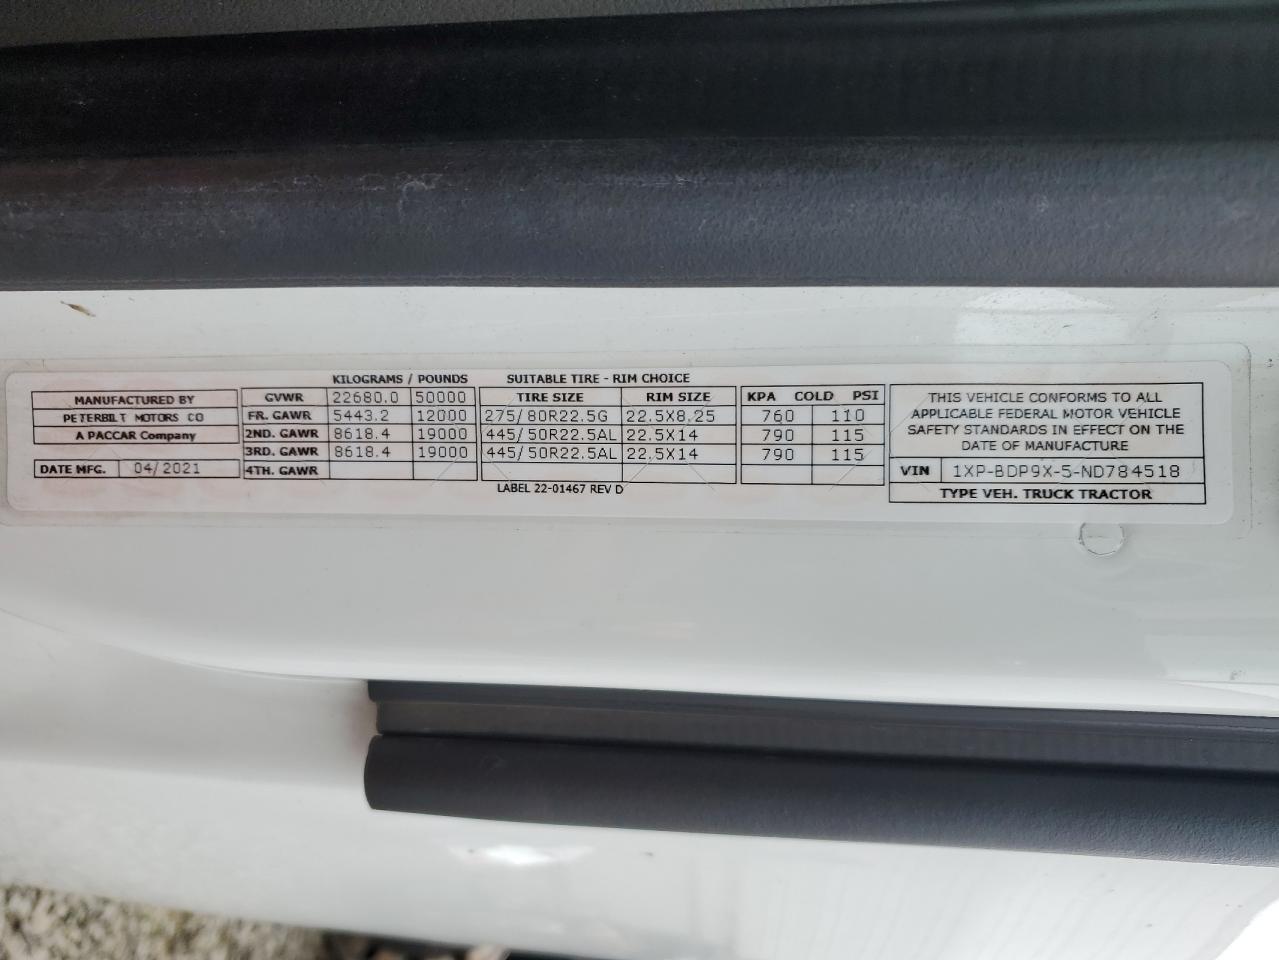 MANUFACTURED BY
PETERBILT MOTORS CO
A PACCAR Company
DATE MFG. 04/2021
KILOGRAMS / POUNDS
GVWR 22680.0 50000
FR. GAWR 5443.2 12000
2ND. GAWR 8618.4 19000
3RD. GAWR 8618.4 19000
4TH. GAWR
SUITABLE TIRE - RIM CHOICE
TIRE SIZE RIM SIZE
275/80R22.5G 22.5X8.25
445/50R22.5AL 22.5X14
445/50R22.5AL 22.5X14
KPA COLD PSI
760 110
790 115
790 115
LABEL 22-01467 REV D
THIS VEHICLE CONFORMS TO ALL
APPLICABLE FEDERAL MOTOR VEHICLE
SAFETY STANDARDS IN EFFECT ON THE
DATE OF MANUFACTURE
VIN 1XP-BDP9X-5-ND784518
TYPE VEH. TRUCK TRACTOR